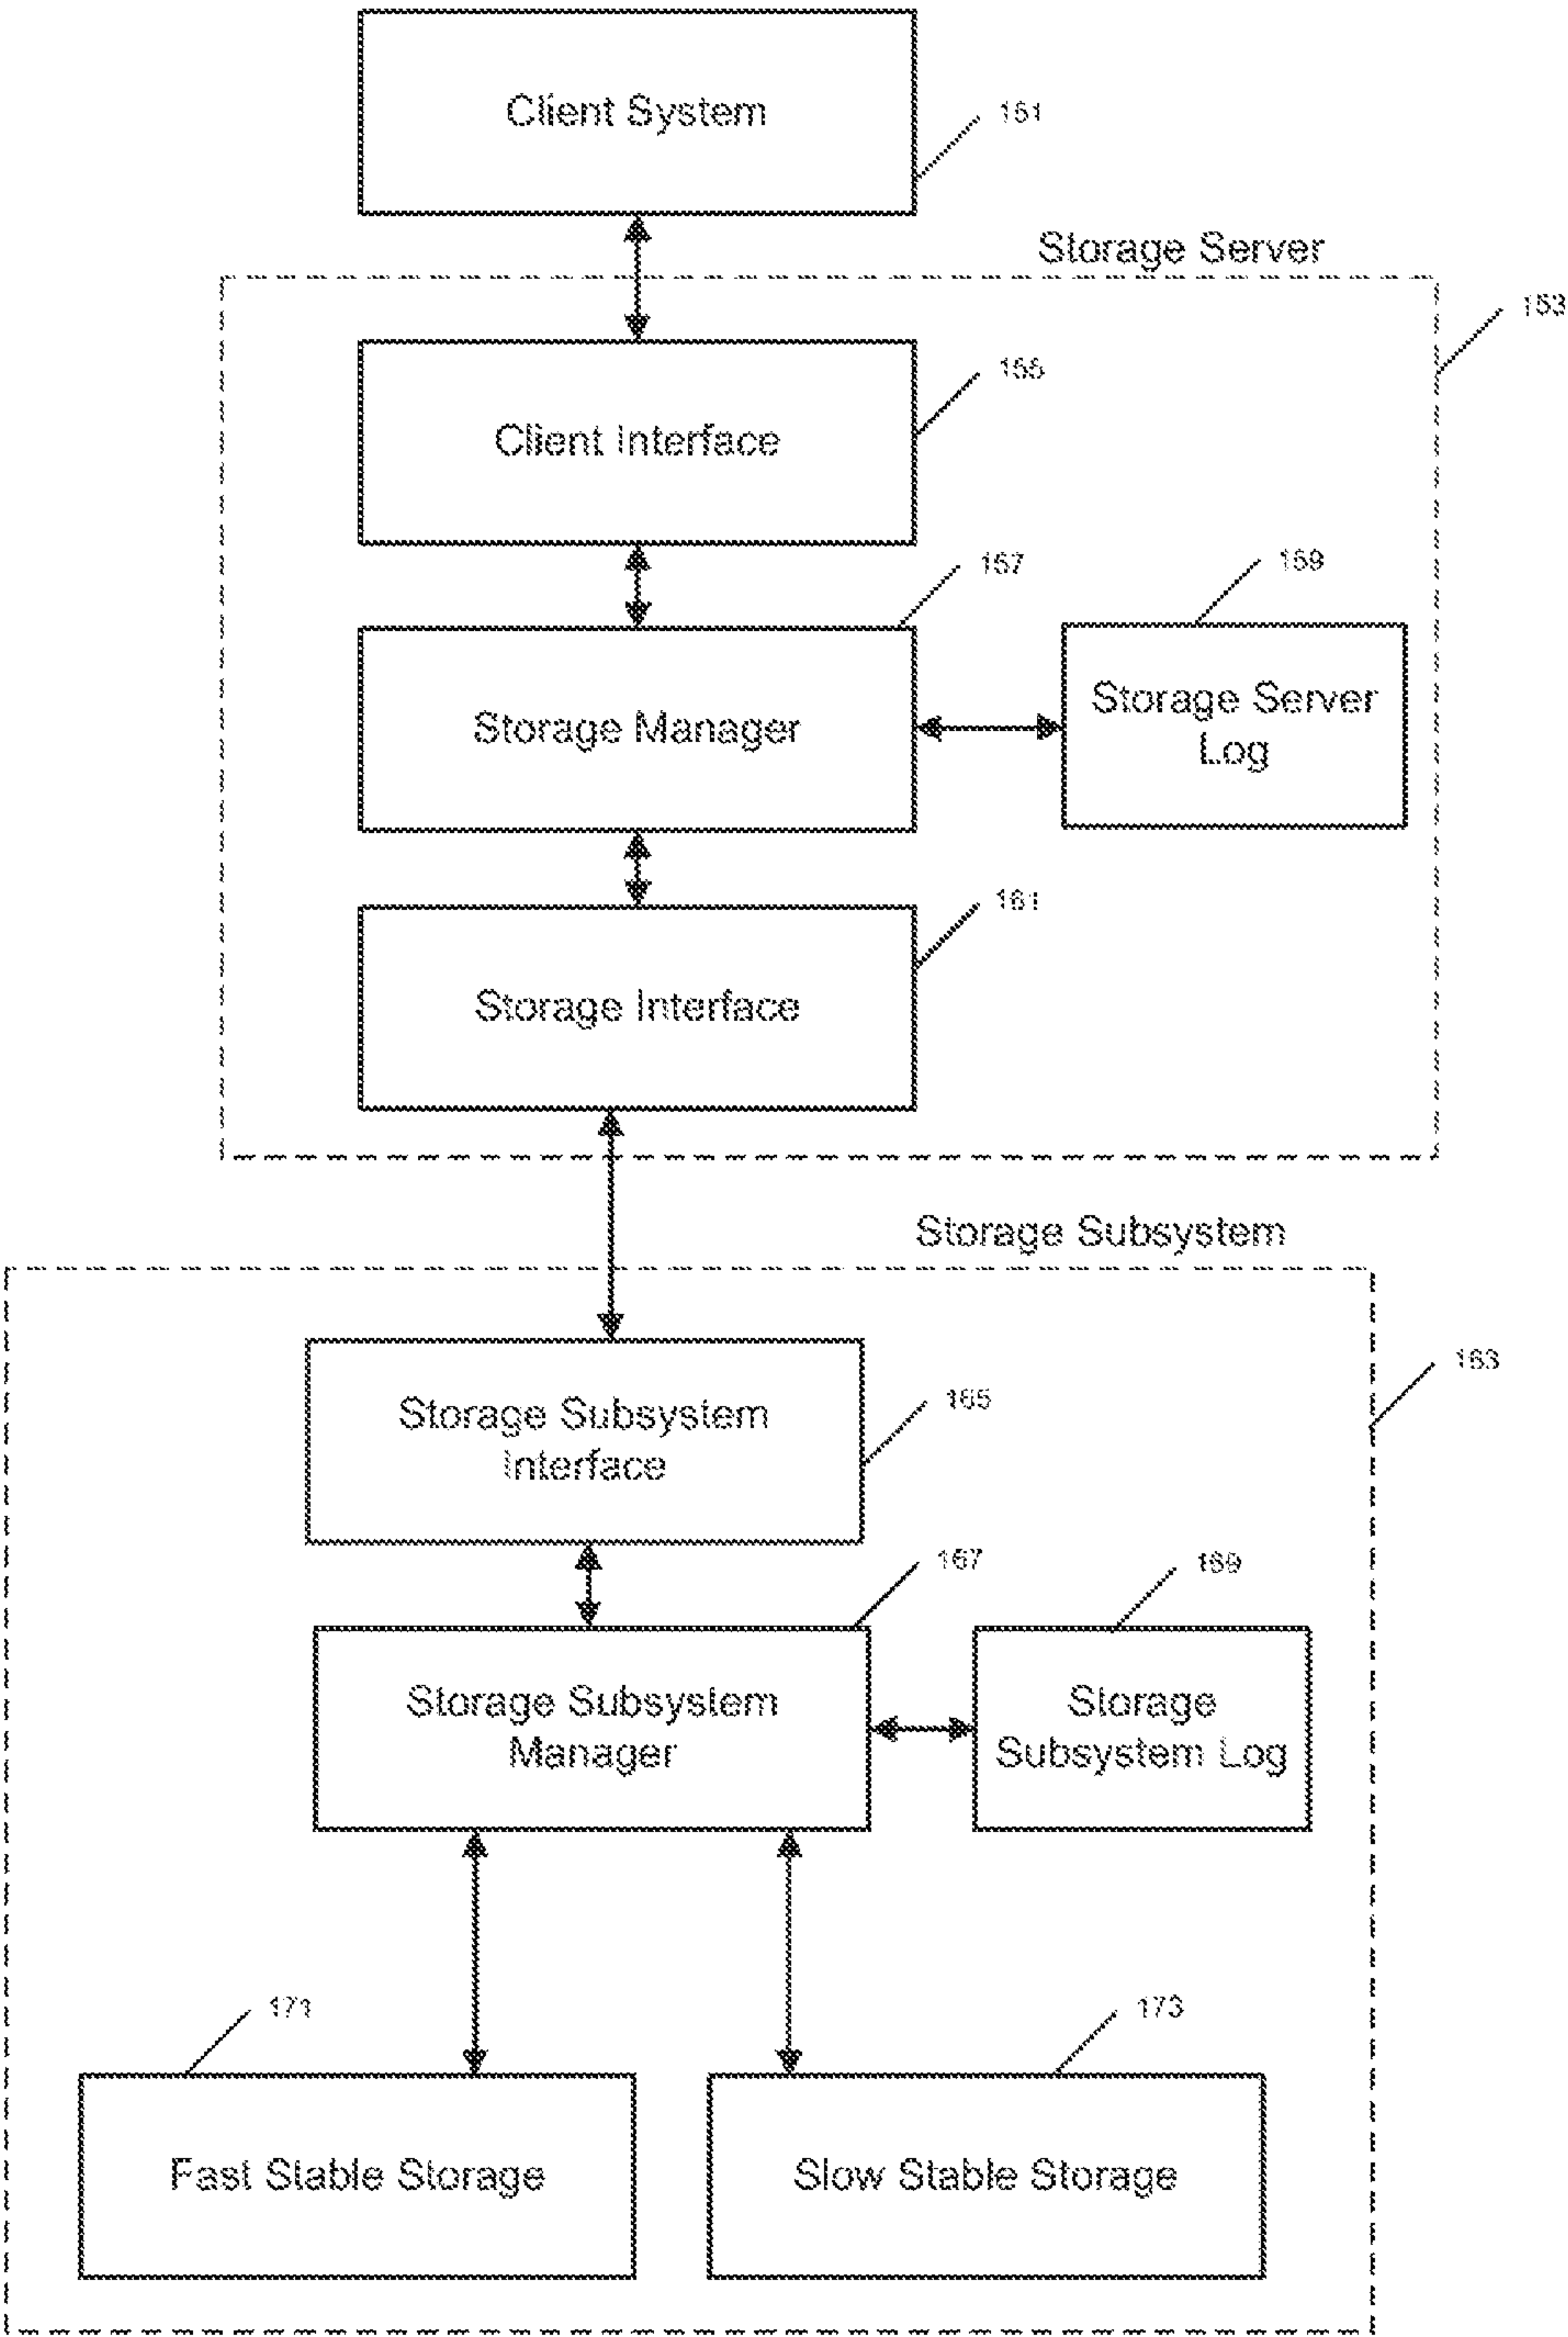 Client System
151
Storage Server
153
Client Interface
155
157
159
Storage Manager
Storage Server
Log
161
Storage Interface
Storage Subsystem
163
Storage Subsystem
Interface
165
167
169
Storage Subsystem
Manager
Storage
Subsystem Log
171
173
Fast Stable Storage
Slow Stable Storage